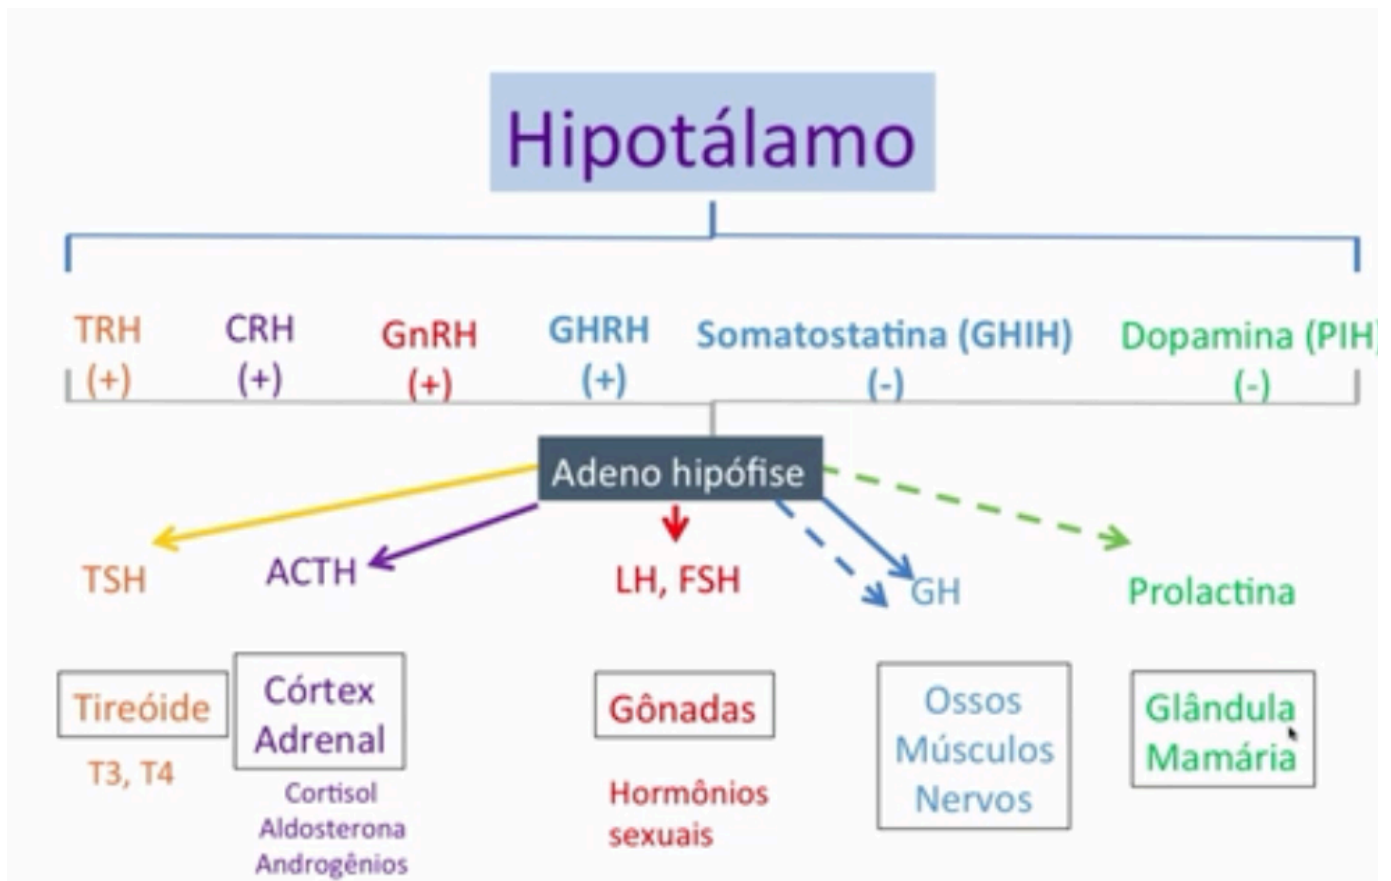 Hipotálamo
TRH
(+)
CRH
(+)
GnRH
(+)
GHRH
(+)
Somatostatina (GHIH)
(-)
Dopamina (PIH)
(-)
Adeno hipófise
TSH
ACTH
LH, FSH
GH
Prolactina
Tireóide
T3, T4
Córtex
Adrenal
Cortisol
Aldosterona
Androgênios
Gônadas
Hormônios
sexuais
Ossos
Músculos
Nervos
Glândula
Mamária